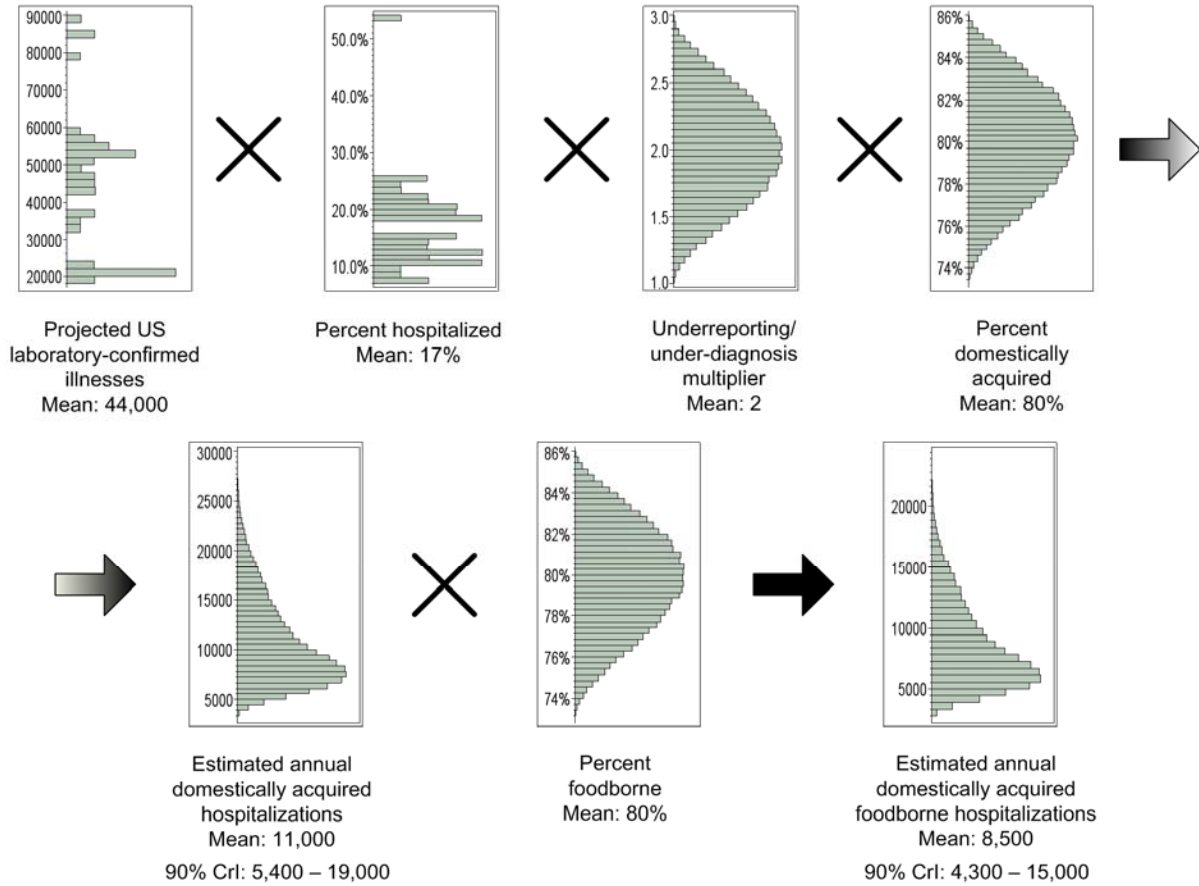 90000
80000
70000
60000
50000
40000
30000
20000
50.0%
40.0%
30.0%
20.0%
10.0%
3.0
2.5
2.0
1.5
1.0
86%
84%
82%
80%
78%
76%
74%
Projected US
laboratory-confirmed
illnesses
Mean: 44,000
Percent hospitalized
Mean: 17%
Underreporting/
under-diagnosis
multiplier
Mean: 2
Percent
domestically
acquired
Mean: 80%
30000
25000
20000
15000
10000
5000
86%
84%
82%
80%
78%
76%
74%
20000
15000
10000
5000
Estimated annual
domestically acquired
hospitalizations
Mean: 11,000
90% CrI: 5,400 – 19,000
Percent
foodborne
Mean: 80%
Estimated annual
domestically acquired
foodborne hospitalizations
Mean: 8,500
90% CrI: 4,300 – 15,000